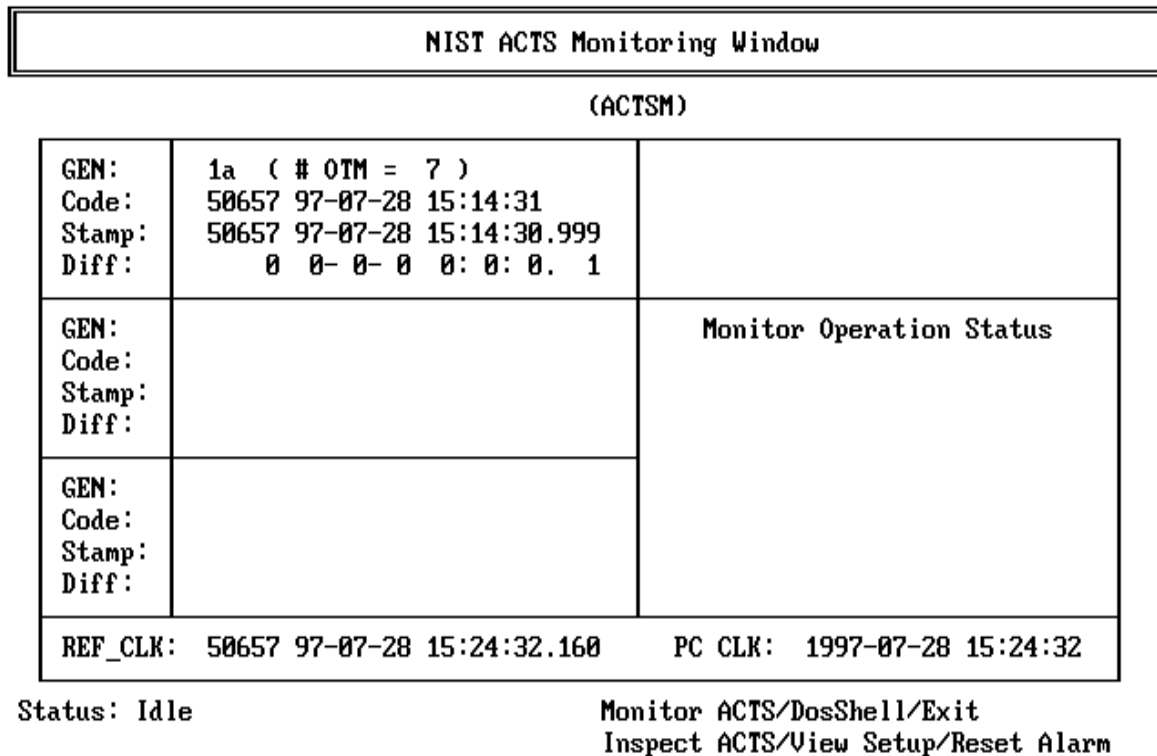 NIST ACTS Monitoring Window
(ACTSM)
GEN: 1a ( # OTM = 7 )
Code: 50657 97-07-28 15:14:31
Stamp: 50657 97-07-28 15:14:30.999
Diff: 0 0- 0- 0 0: 0: 0. 1
GEN:
Code:
Stamp:
Diff:
Monitor Operation Status
GEN:
Code:
Stamp:
Diff:
REF_CLK: 50657 97-07-28 15:24:32.160 PC CLK: 1997-07-28 15:24:32
Status: Idle
Monitor ACTS/DosShell/Exit
Inspect ACTS/View Setup/Reset Alarm